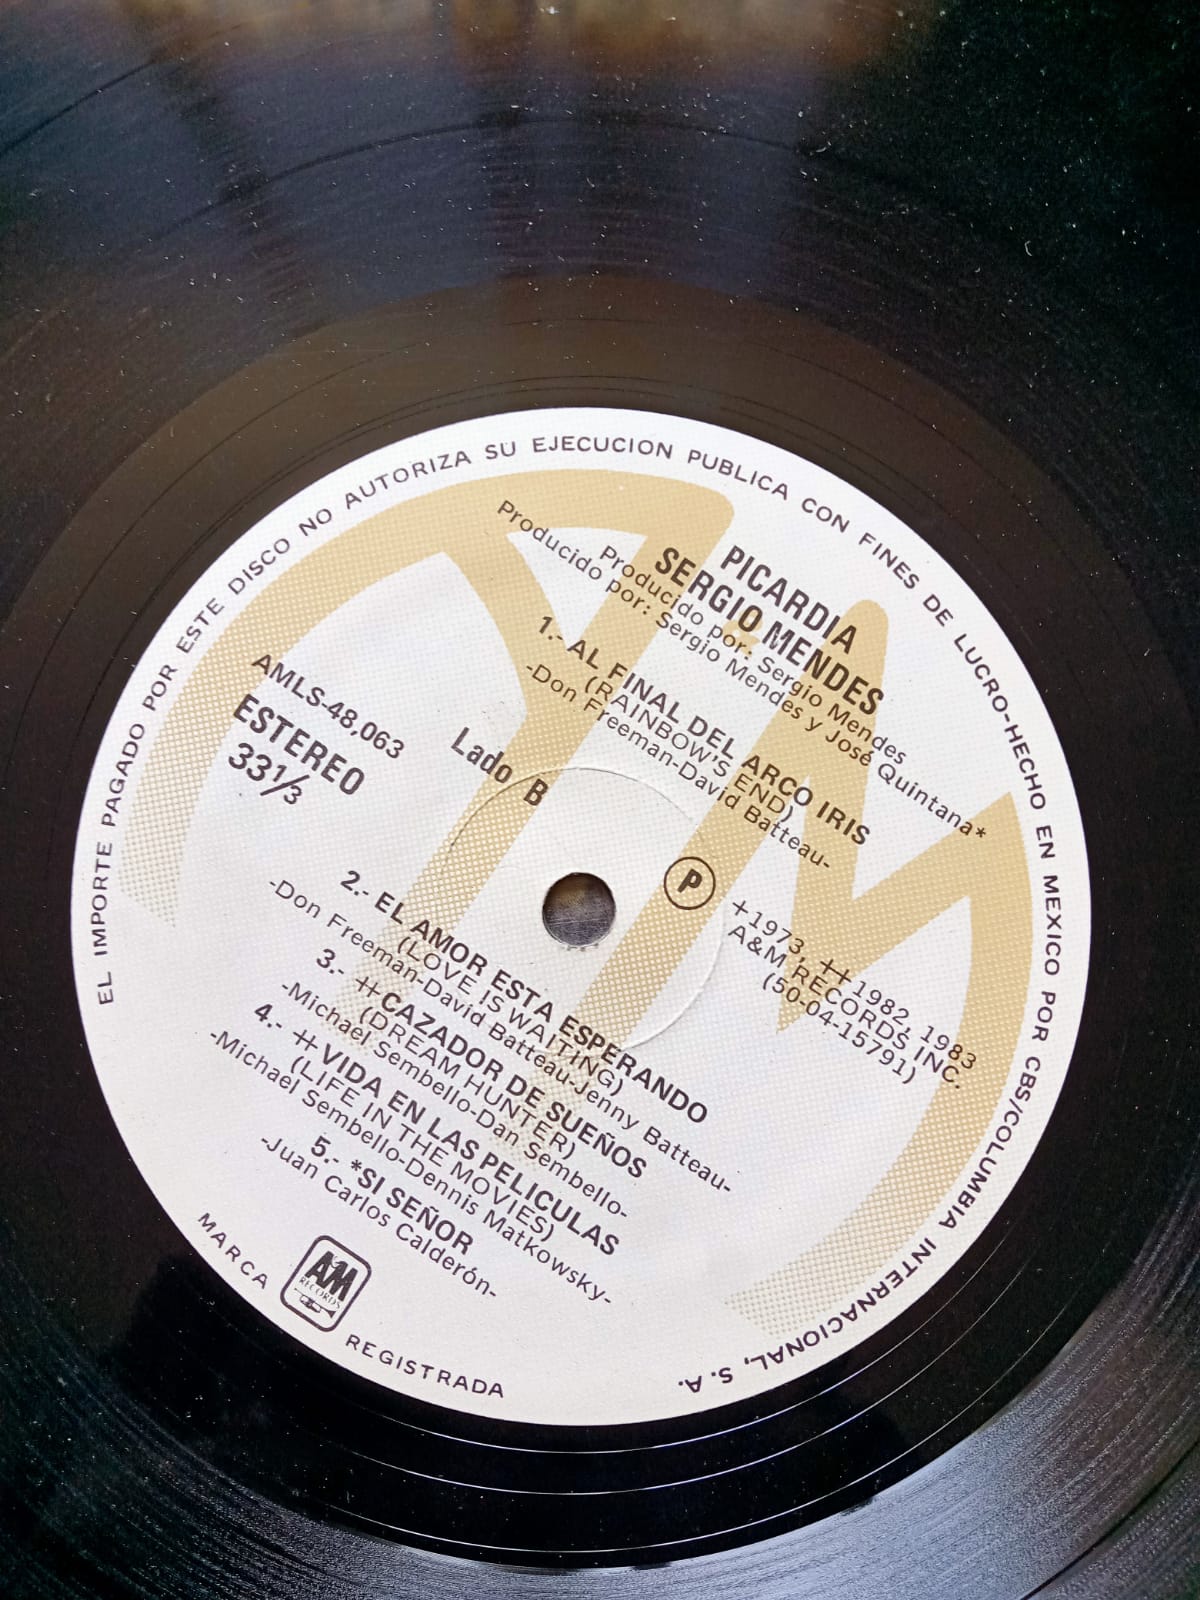 EL IMPORTE PAGADO POR ESTE DISCO NO AUTORIZA SU EJECUCION PUBLICA CON FINES DE LUCRO-HECHO EN MEXICO POR CBS/COLUMBIA INTERNACIONAL, S. A.
PICARDIA
SERGIO MENDES
Producido por: Sergio Mendes
Producido por: Sergio Mendes y José Quintana*
1.- AL FINAL DEL ARCO IRIS
(RAINBOW'S END)
-Don Freeman-David Batteau-
AMLS-48,063
ESTEREO
33⅓
Lado B
P
+1973, ++1982, 1983
A&M RECORDS INC.
(50-04-15791)
2.- EL AMOR ESTA ESPERANDO
(LOVE IS WAITING)
-Don Freeman-David Batteau-Jenny Batteau-
3.- ++CAZADOR DE SUEÑOS
(DREAM HUNTER)
-Michael Sembello-Dan Sembello-
4.- ++VIDA EN LAS PELICULAS
(LIFE IN THE MOVIES)
-Michael Sembello-Dennis Matkowsky-
5.- *SI SEÑOR
-Juan Carlos Calderón-
MARCA
A&M
RECORDS
REGISTRADA